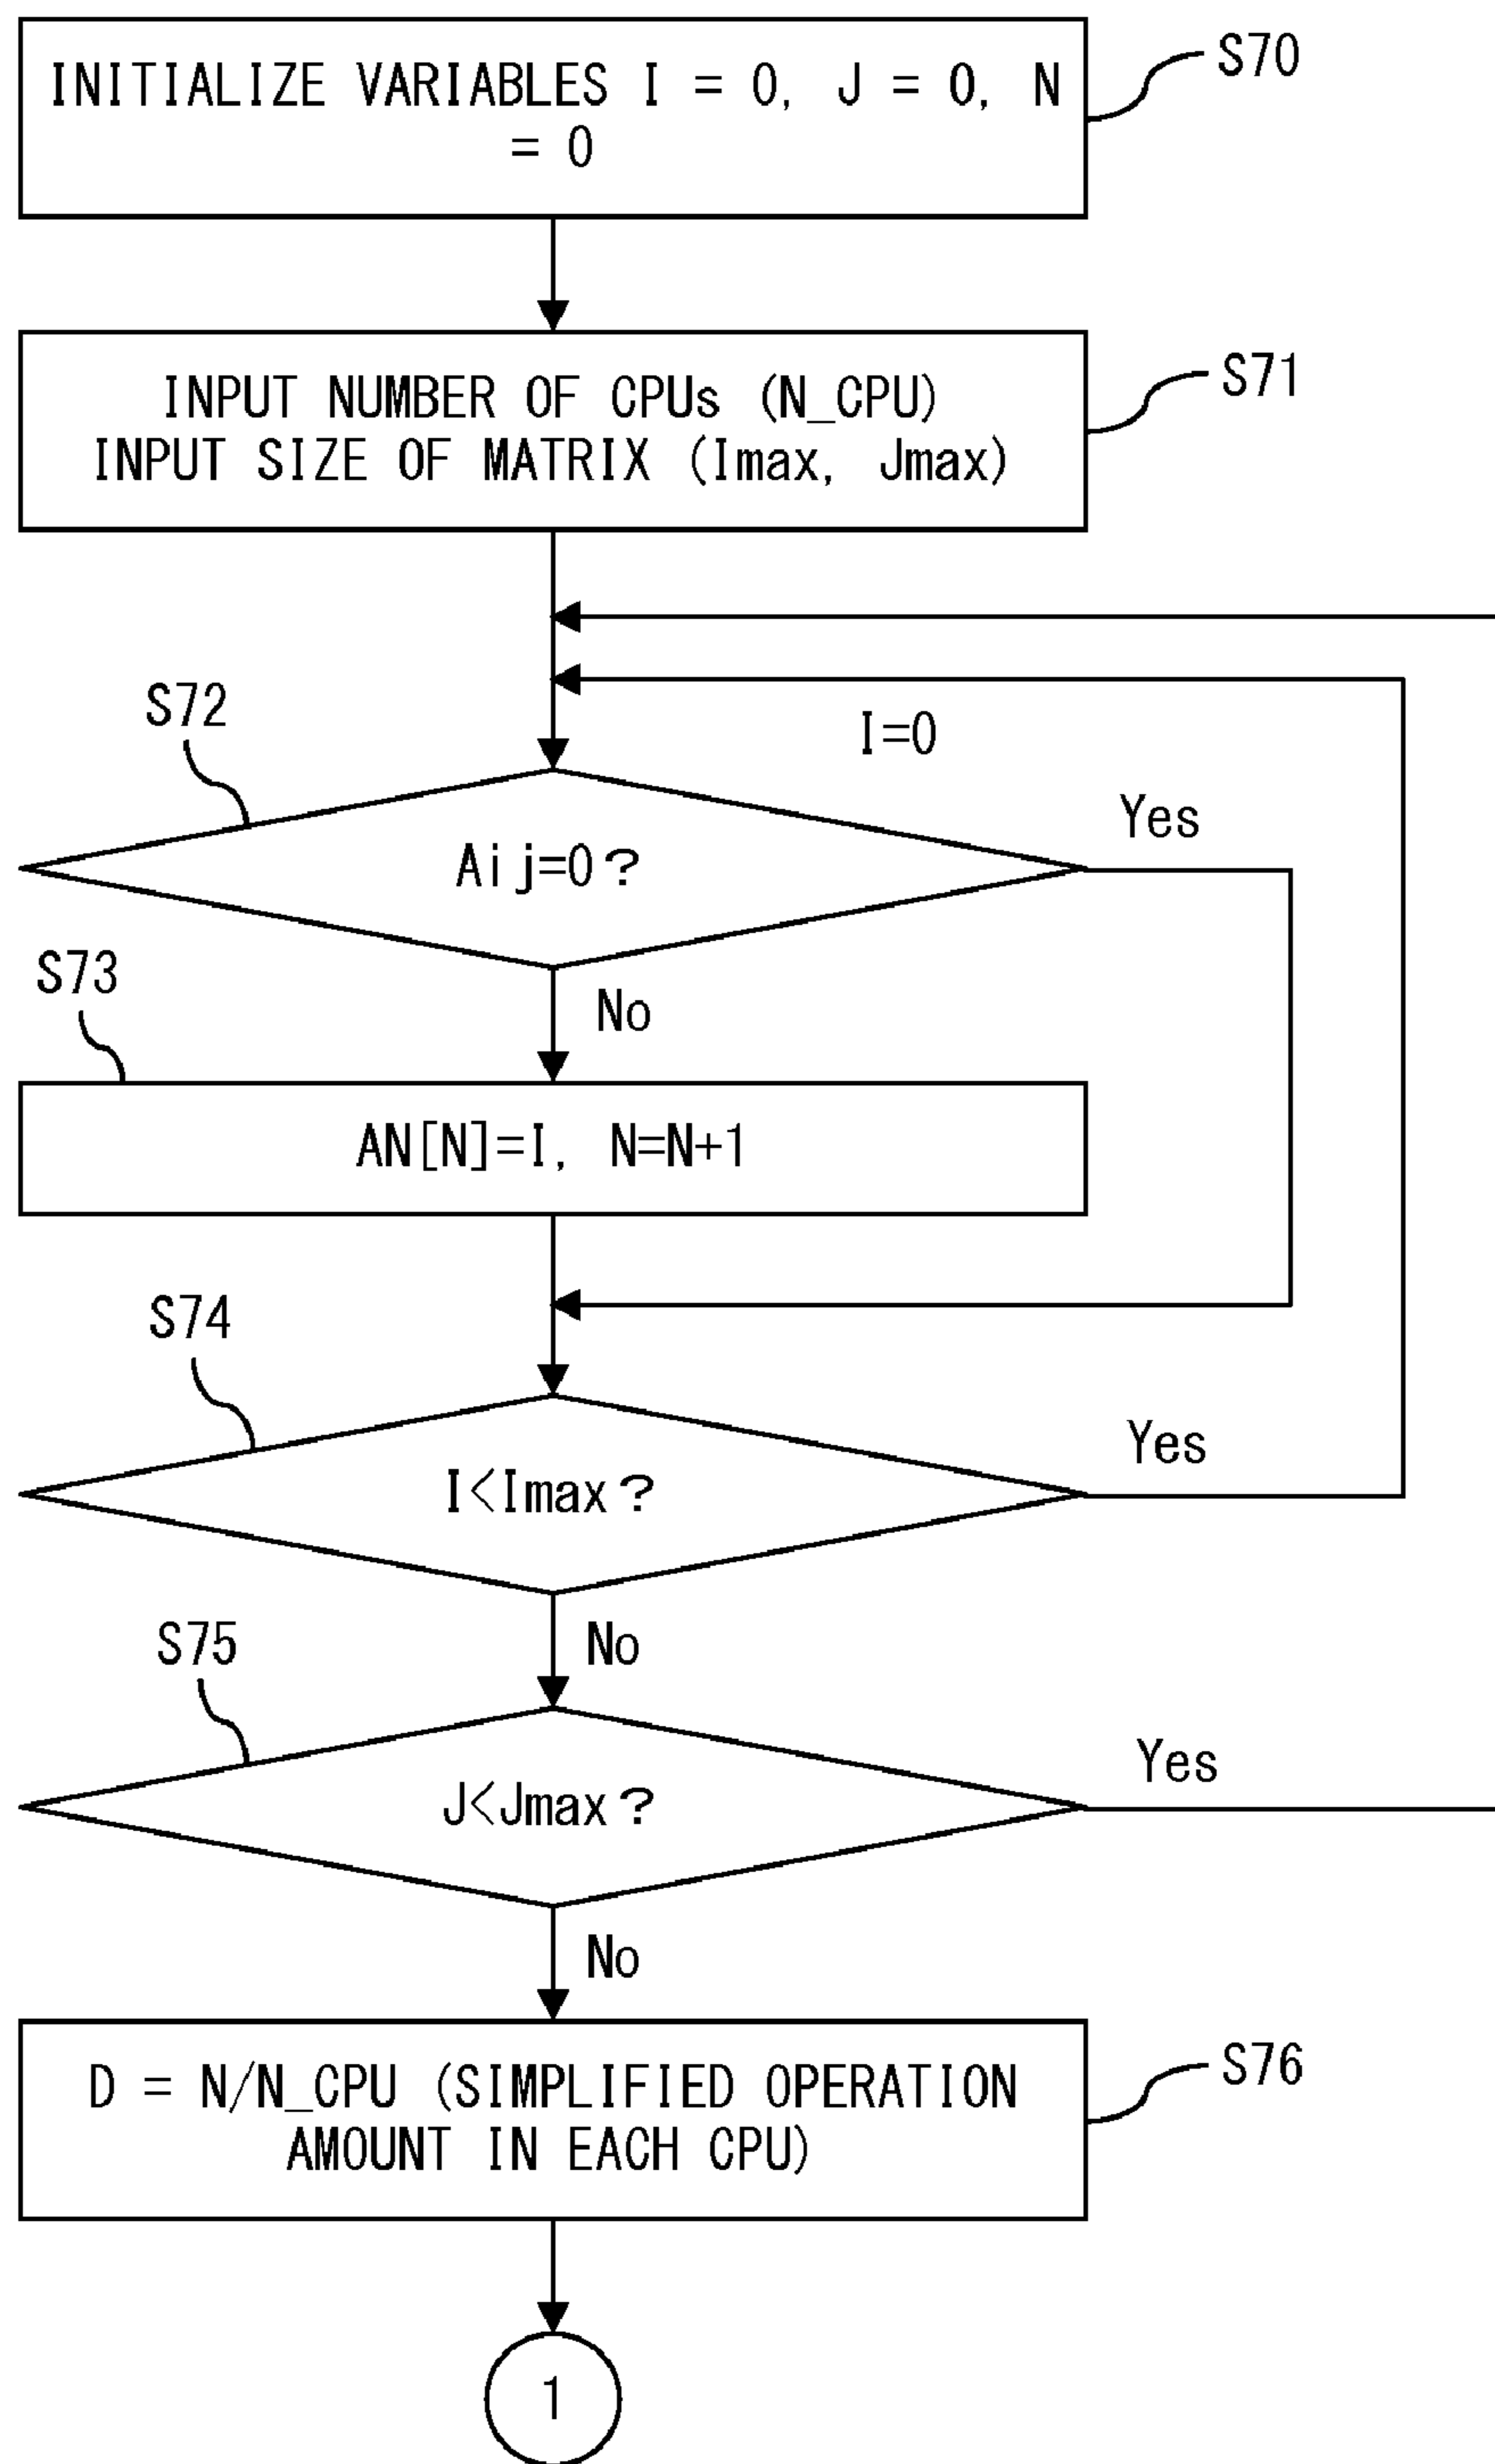 INITIALIZE VARIABLES I = 0, J = 0, N
= 0
S70
INPUT NUMBER OF CPUs (N_CPU)
INPUT SIZE OF MATRIX (Imax, Jmax)
S71
I=0
S72
Aij=0?
Yes
No
S73
AN[N]=I, N=N+1
S74
I<Imax?
Yes
No
S75
J<Jmax?
Yes
No
D = N/N_CPU (SIMPLIFIED OPERATION
AMOUNT IN EACH CPU)
S76
1